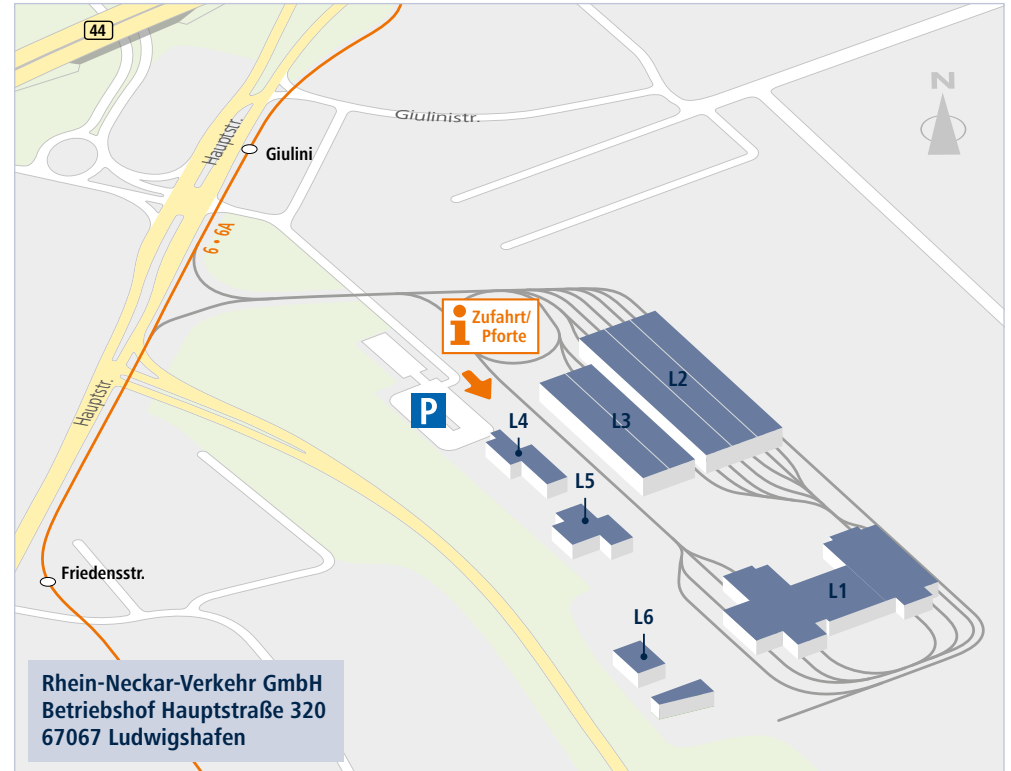 44
N
Giulinistr.
Hauptstr.
Giulini
6 • 6A
Zufahrt/
Pforte
L2
Hauptstr.
P
L3
L4
L5
Friedensstr.
L1
L6
Rhein-Neckar-Verkehr GmbH
Betriebshof Hauptstraße 320
67067 Ludwigshafen